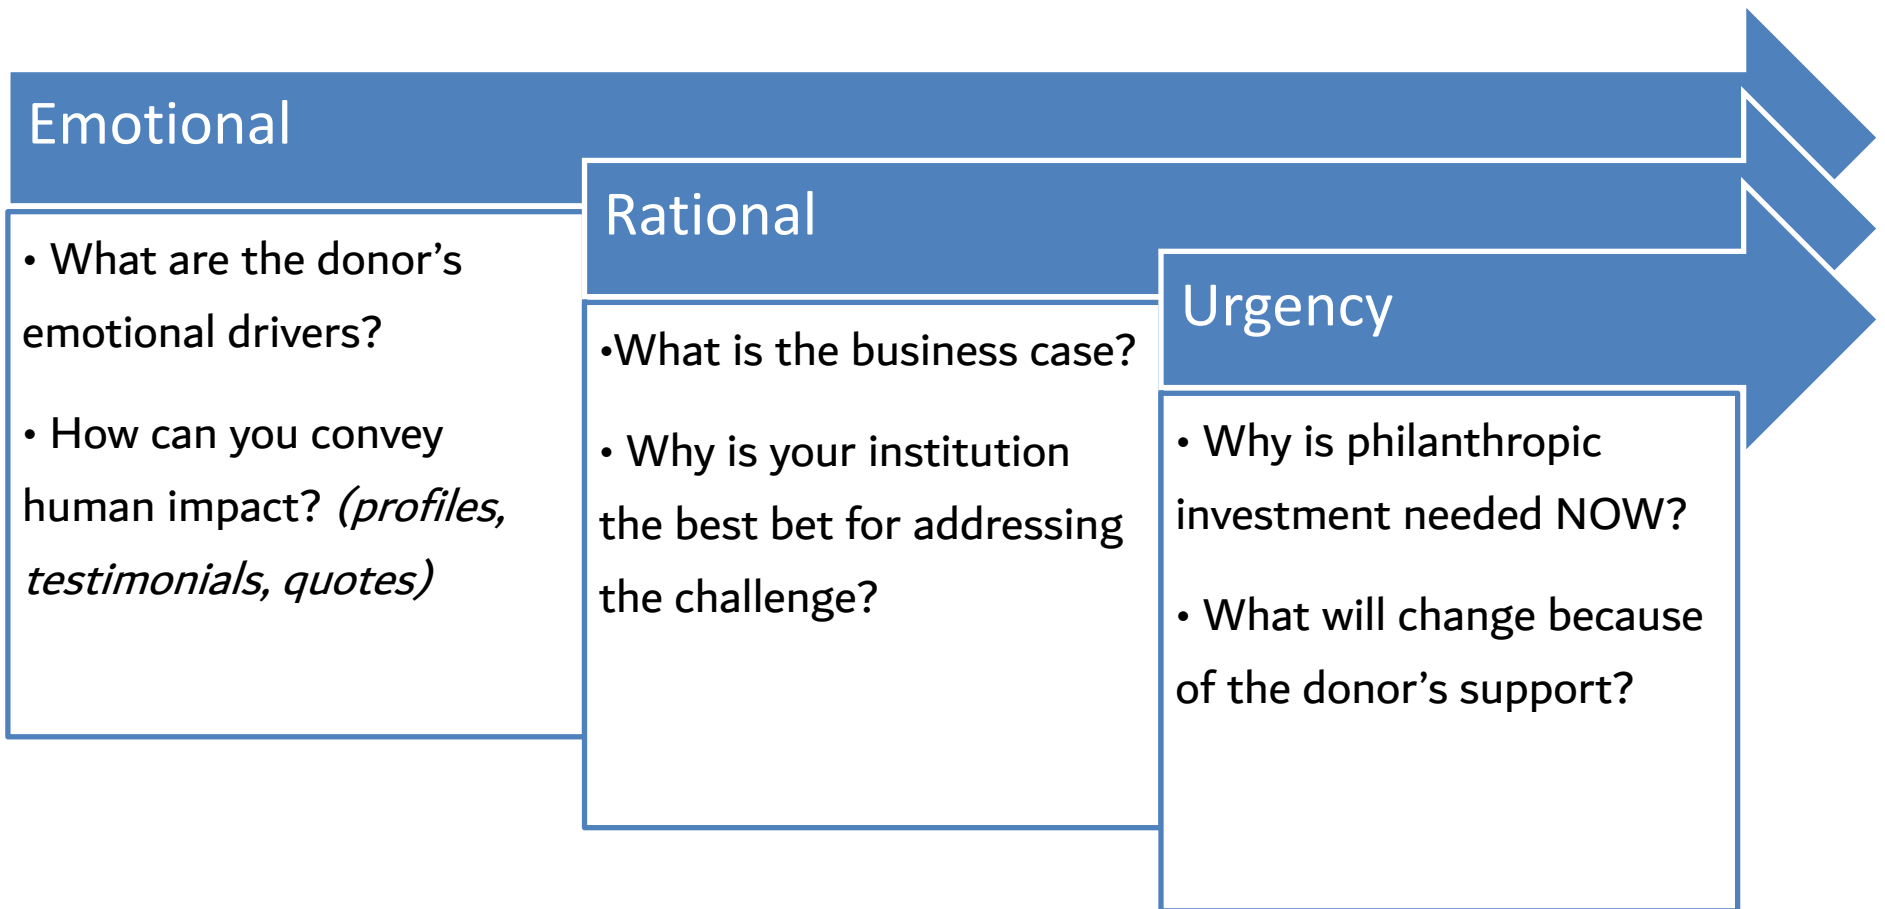 Emotional
• What are the donor’s
emotional drivers?
• How can you convey
human impact? (profiles,
testimonials, quotes)
Rational
•What is the business case?
• Why is your institution
the best bet for addressing
the challenge?
Urgency
• Why is philanthropic
investment needed NOW?
• What will change because
of the donor’s support?